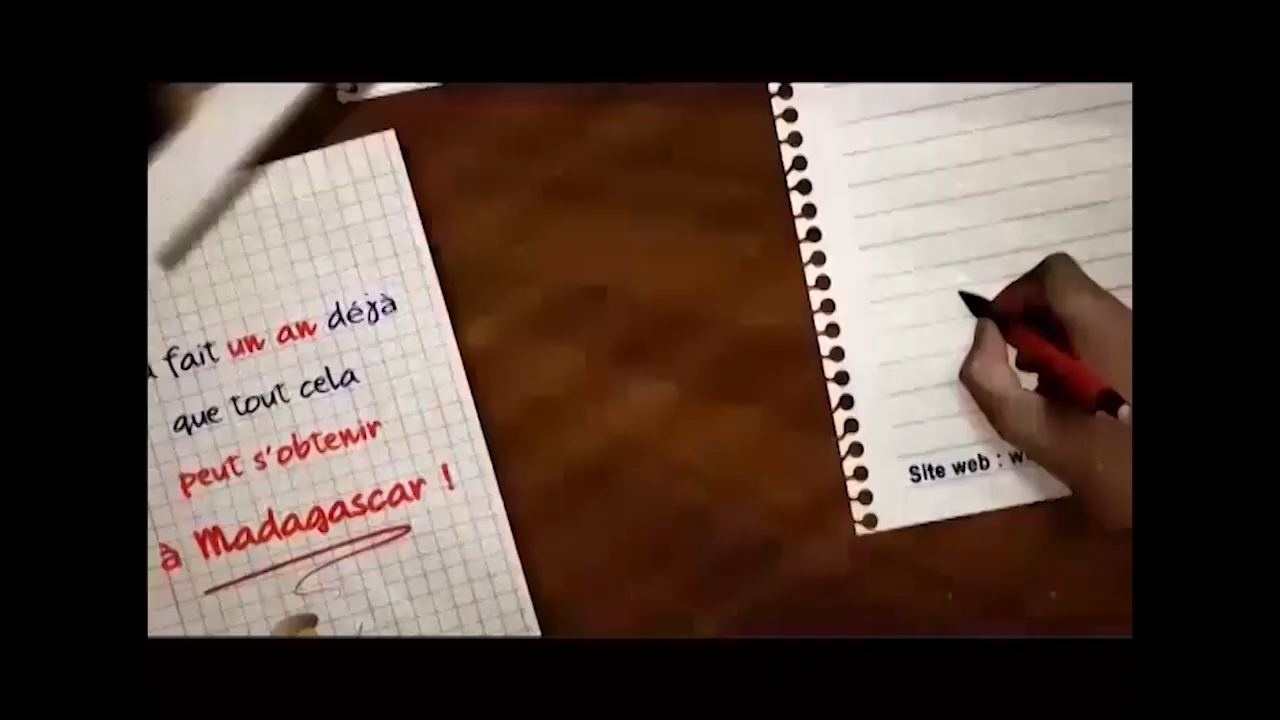 fait un an déjà
que tout cela
peut s'obtenir
à Madagascar !
Site web :